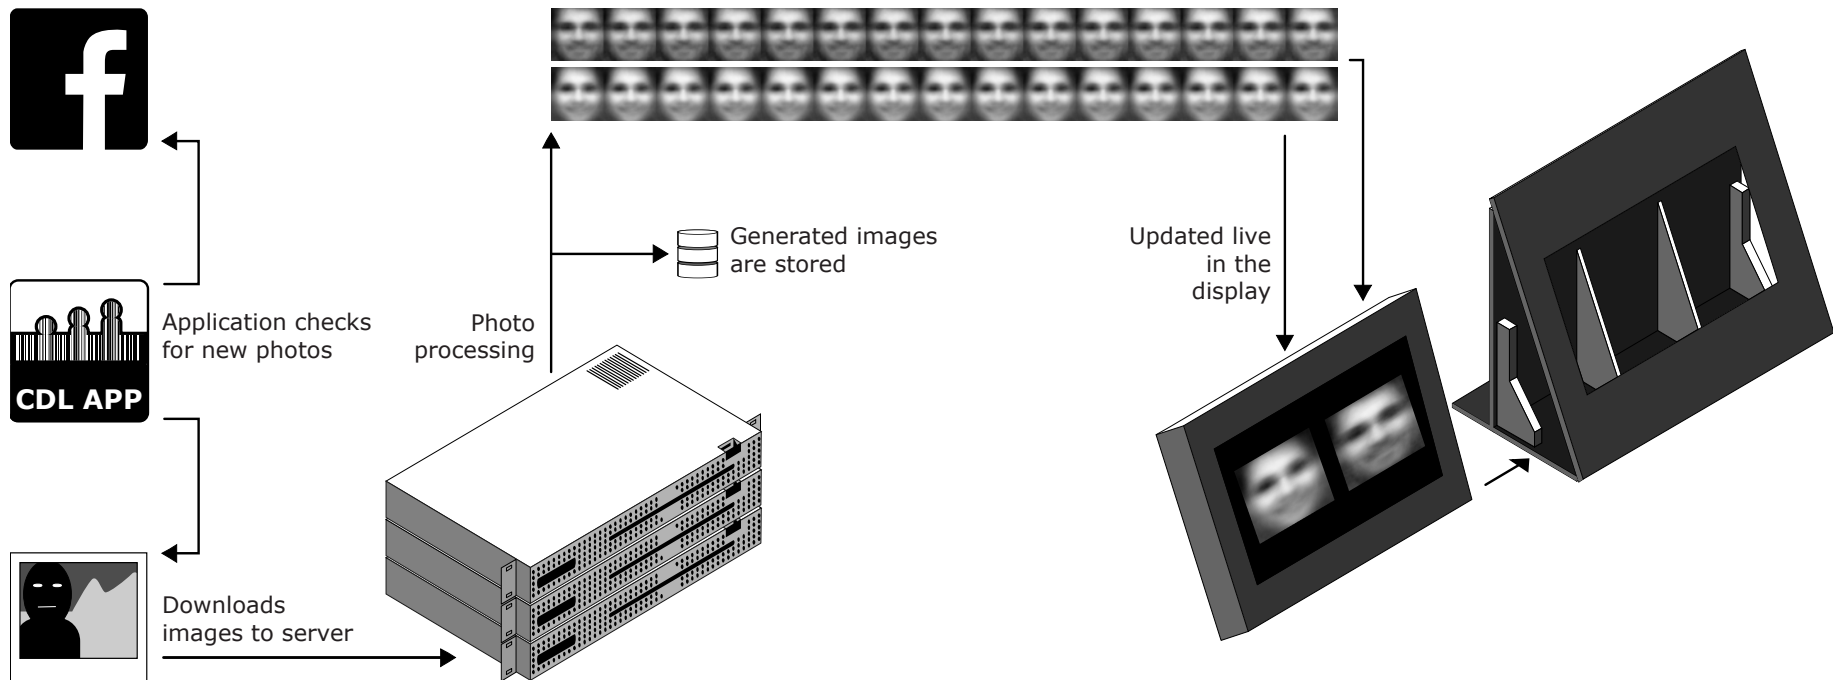 f
Application checks
for new photos
CDL APP
Downloads
images to server
Photo
processing
Generated images
are stored
Updated live
in the
display